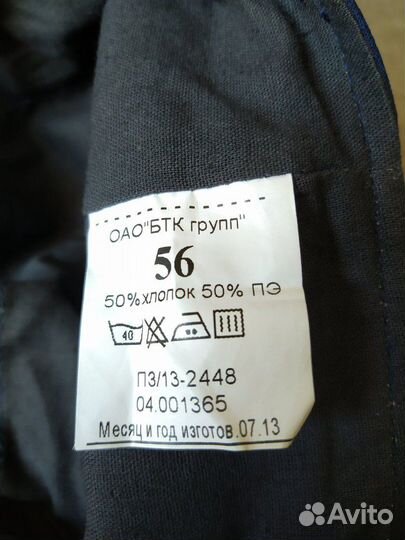 ОАО"БТК групп"
56
50%хлопок 50% ПЭ
40
ПЗ/13-2448
04.001365
Месяц и год изготов.07.13
Avito